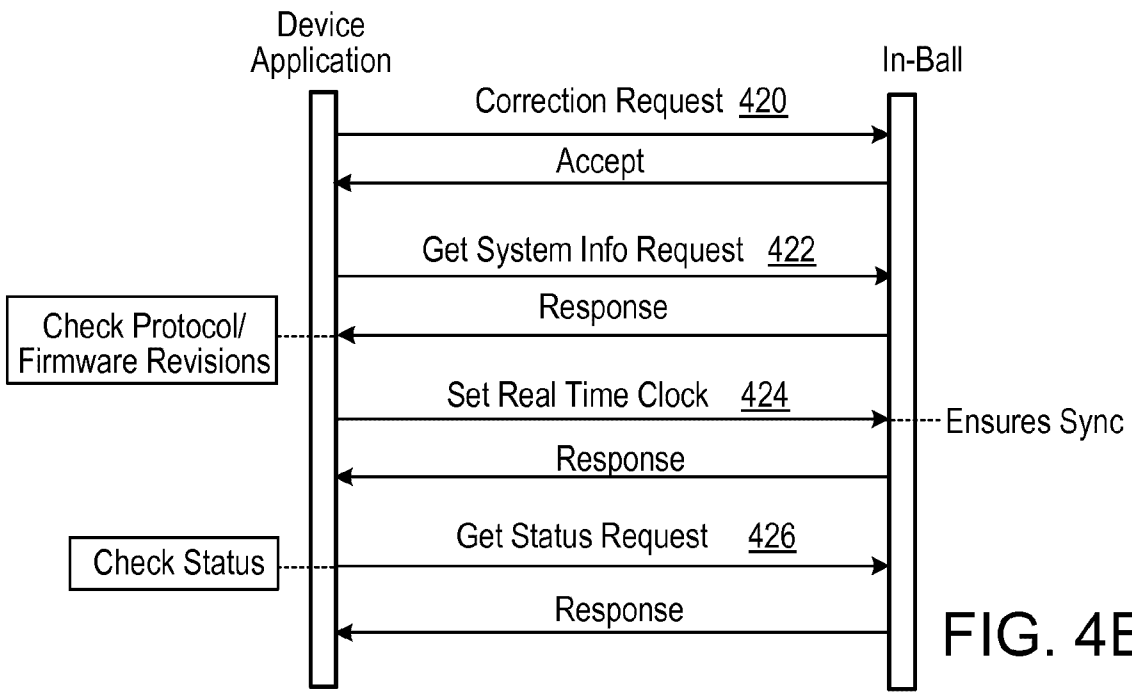 Device
Application
In-Ball
Correction Request 420
Accept
Get System Info Request 422
Response
Check Protocol/
Firmware Revisions
Set Real Time Clock 424
Ensures Sync
Response
Get Status Request 426
Check Status
Response
FIG. 4E